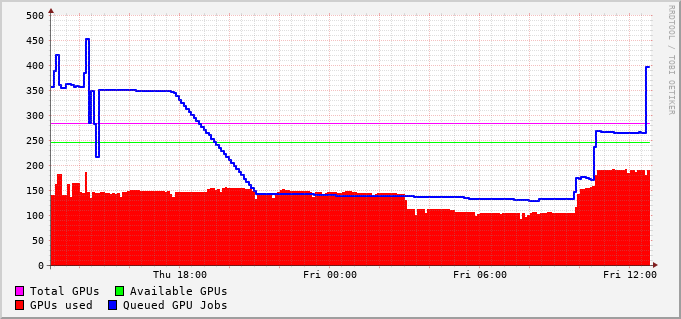 500
450
400
350
300
250
200
150
100
50
0
Thu 18:00 Fri 00:00 Fri 06:00 Fri 12:00
Total GPUs Available GPUs
GPUs used Queued GPU Jobs
RRDTOOL / TOBI OETIKER